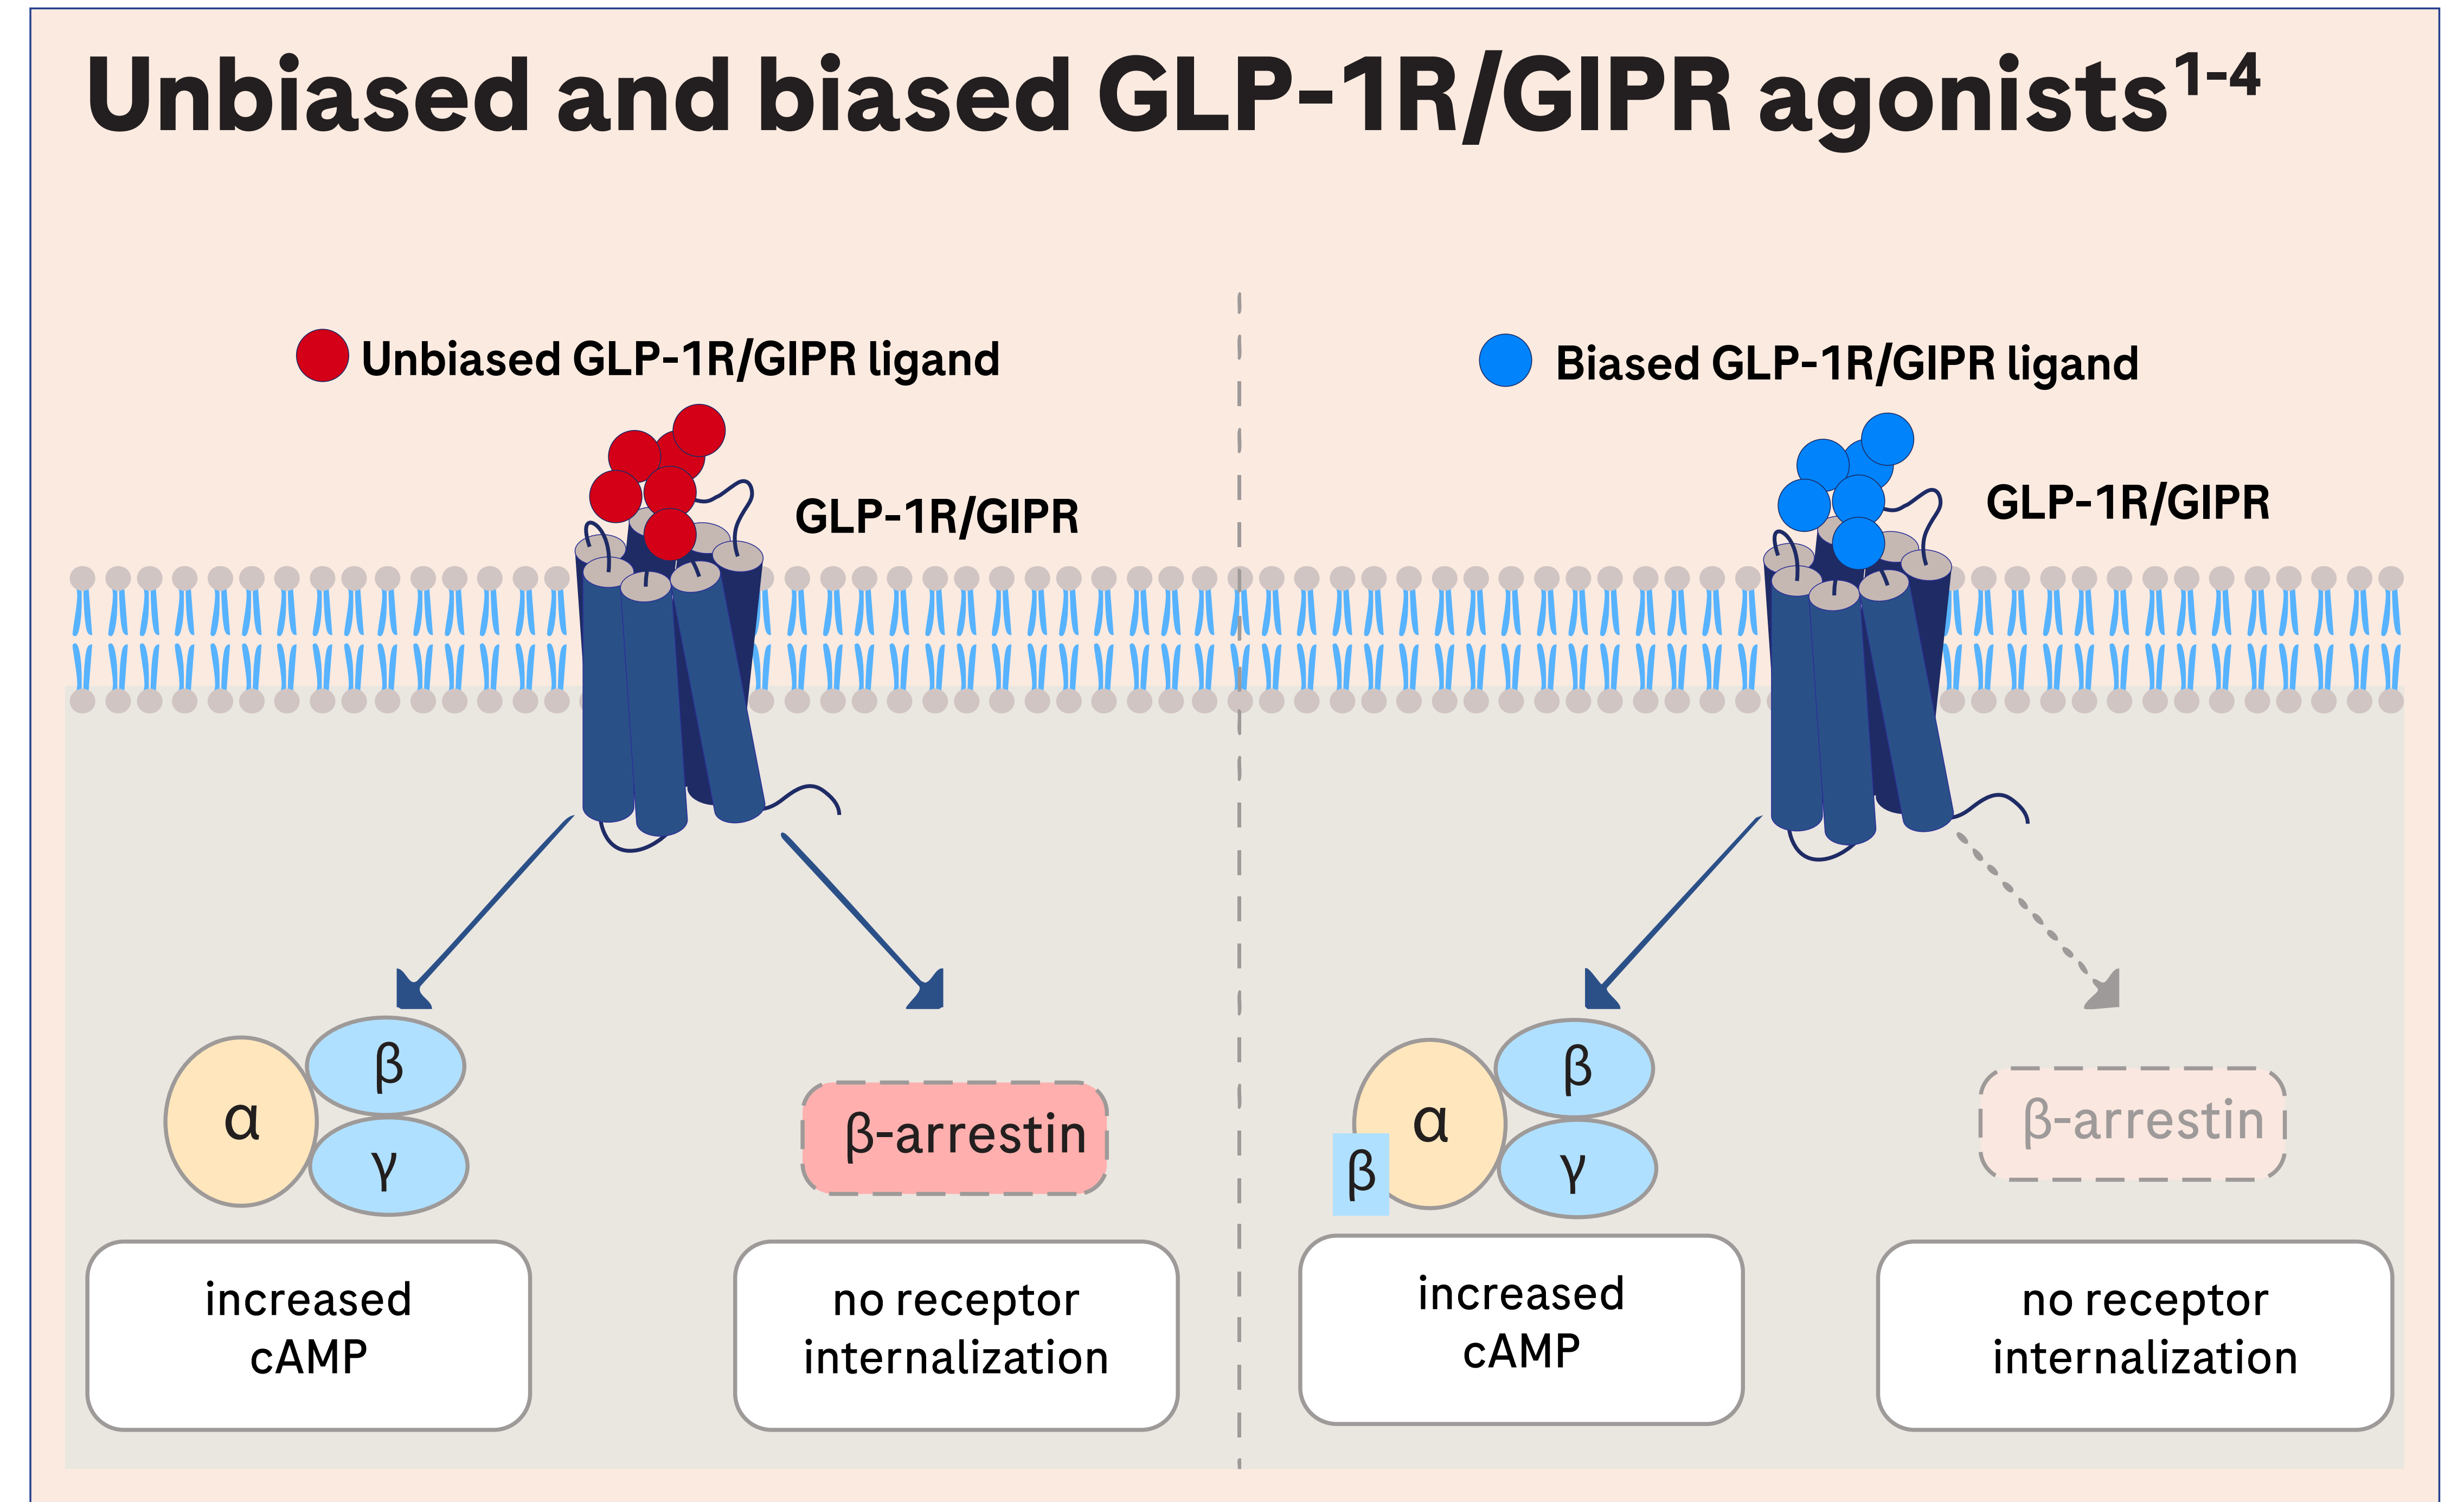 Unbiased and biased GLP-1R/GIPR agonists¹⁻⁴
Unbiased GLP-1R/GIPR ligand
GLP-1R/GIPR
α
β
γ
β-arrestin
increased
cAMP
no receptor
internalization
Biased GLP-1R/GIPR ligand
GLP-1R/GIPR
α
β
γ
β
β-arrestin
increased
cAMP
no receptor
internalization